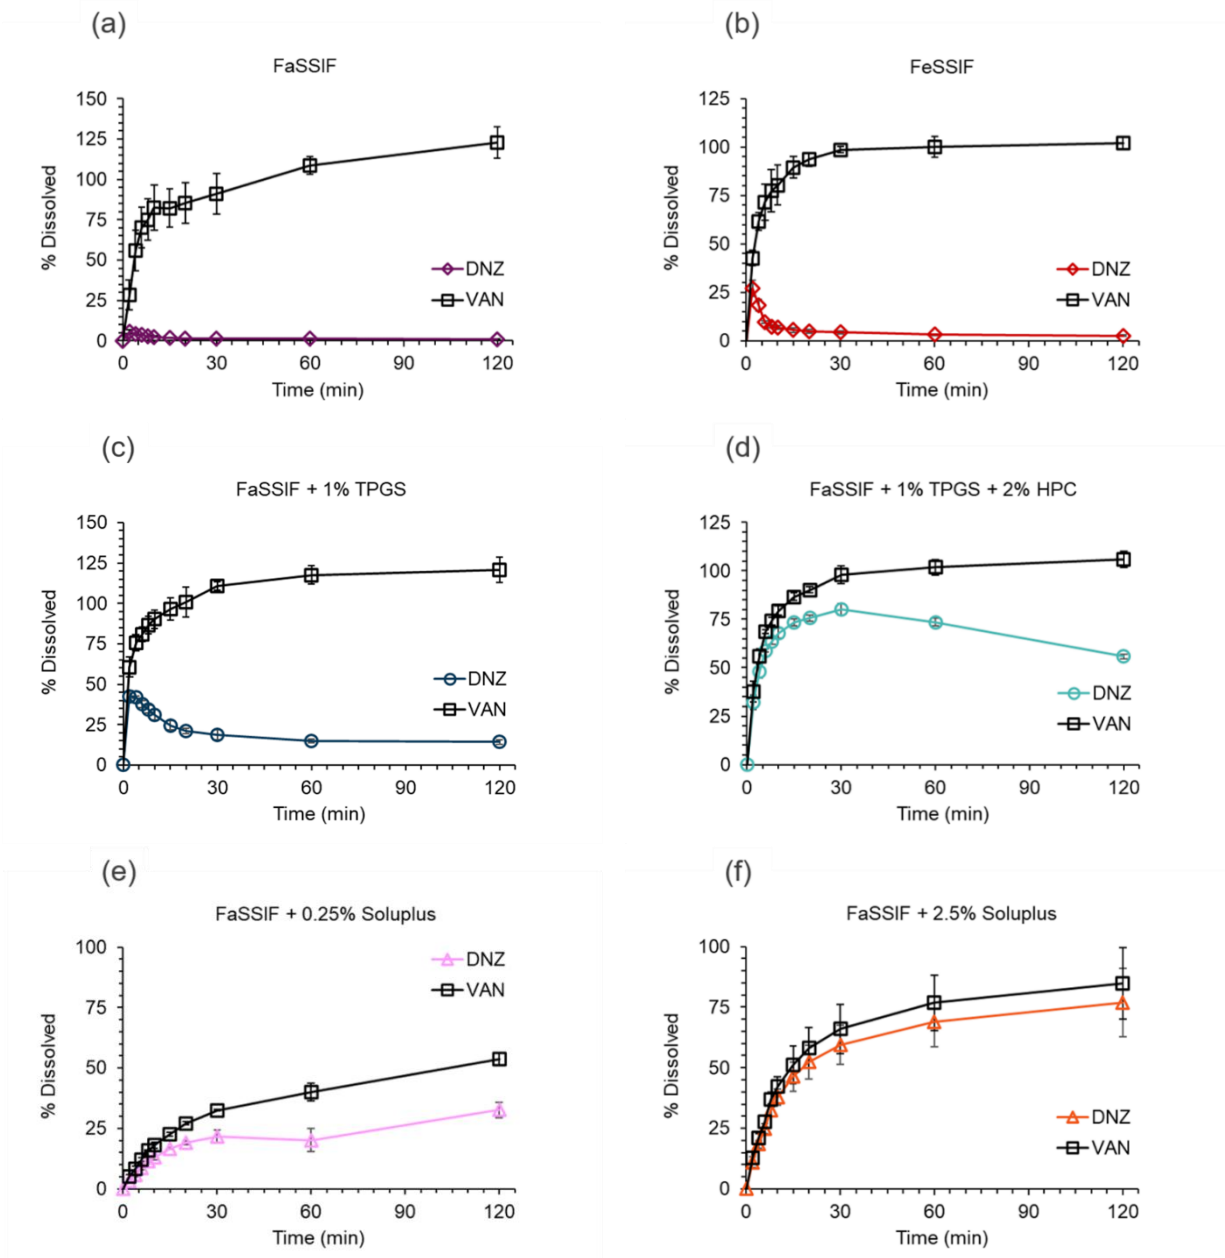 (a)
FaSSIF
150
125
100
75
50
25
0
% Dissolved
DNZ
VAN
0 30 60 90 120
Time (min)
(b)
FeSSIF
125
100
75
50
25
0
% Dissolved
DNZ
VAN
0 30 60 90 120
Time (min)
(c)
FaSSIF + 1% TPGS
150
125
100
75
50
25
0
% Dissolved
DNZ
VAN
0 30 60 90 120
Time (min)
(d)
FaSSIF + 1% TPGS + 2% HPC
125
100
75
50
25
0
% Dissolved
DNZ
VAN
0 30 60 90 120
Time (min)
(e)
FaSSIF + 0.25% Soluplus
100
75
50
25
0
% Dissolved
DNZ
VAN
0 30 60 90 120
Time (min)
(f)
FaSSIF + 2.5% Soluplus
100
75
50
25
0
% Dissolved
DNZ
VAN
0 30 60 90 120
Time (min)